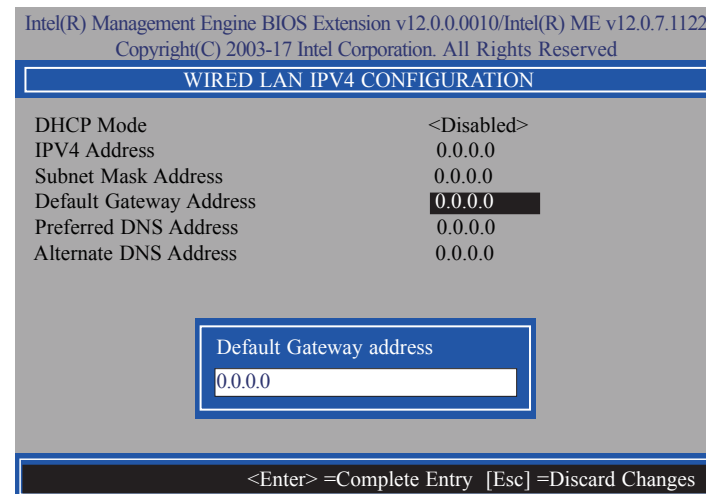 Intel(R) Management Engine BIOS Extension v12.0.0.0010/Intel(R) ME v12.0.7.1122
Copyright(C) 2003-17 Intel Corporation. All Rights Reserved
WIRED LAN IPV4 CONFIGURATION
DHCP Mode <Disabled>
IPV4 Address 0.0.0.0
Subnet Mask Address 0.0.0.0
Default Gateway Address 0.0.0.0
Preferred DNS Address 0.0.0.0
Alternate DNS Address 0.0.0.0
Default Gateway address
0.0.0.0
<Enter> =Complete Entry [Esc] =Discard Changes